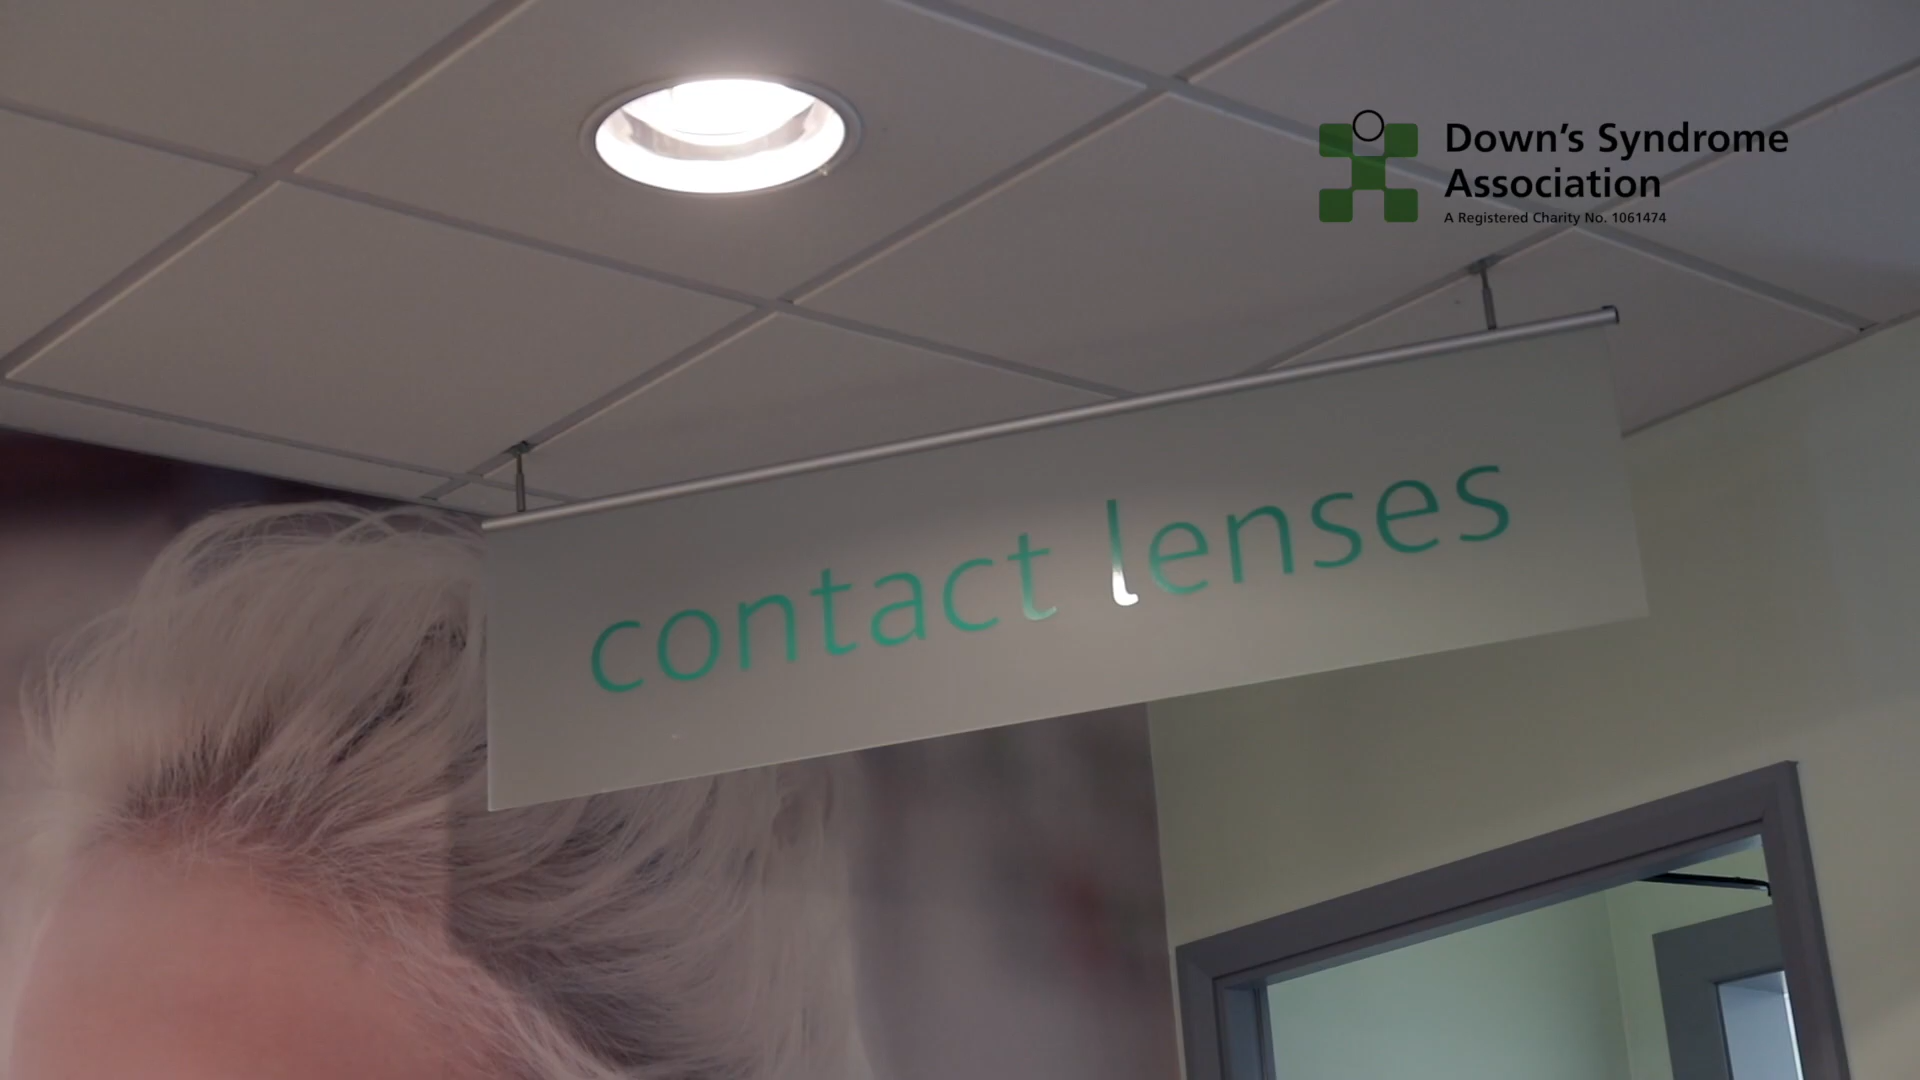 Down's Syndrome
Association
A Registered Charity No. 1061474
contact lenses